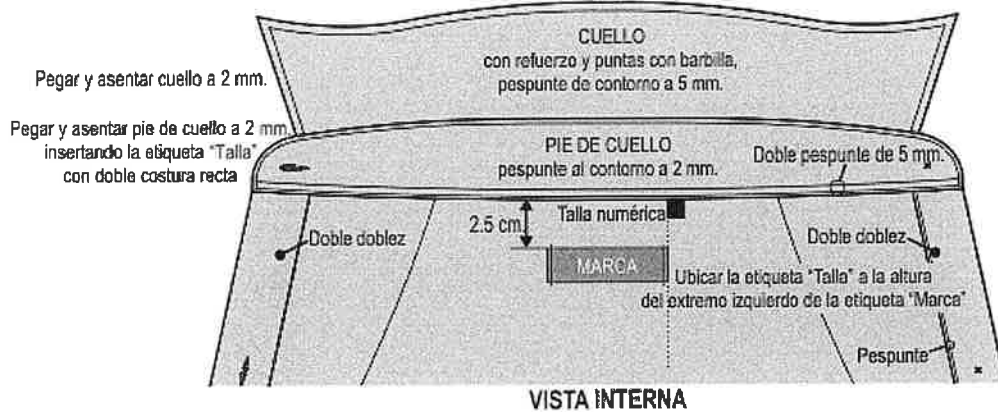 CUELLO
con refuerzo y puntas con barbilla,
pespunte de contorno a 5 mm.
Pegar y asentar cuello a 2 mm.
Pegar y asentar pie de cuello a 2 mm.
insertando la etiqueta "Talla"
con doble costura recta
PIE DE CUELLO
pespunte al contorno a 2 mm.
Doble pespunte de 5 mm.
2.5 cm.
Talla numérica
Doble doblez
Doble doblez
MARCA
Ubicar la etiqueta "Talla" a la altura
del extremo izquierdo de la etiqueta "Marca"
Pespunte
VISTA INTERNA